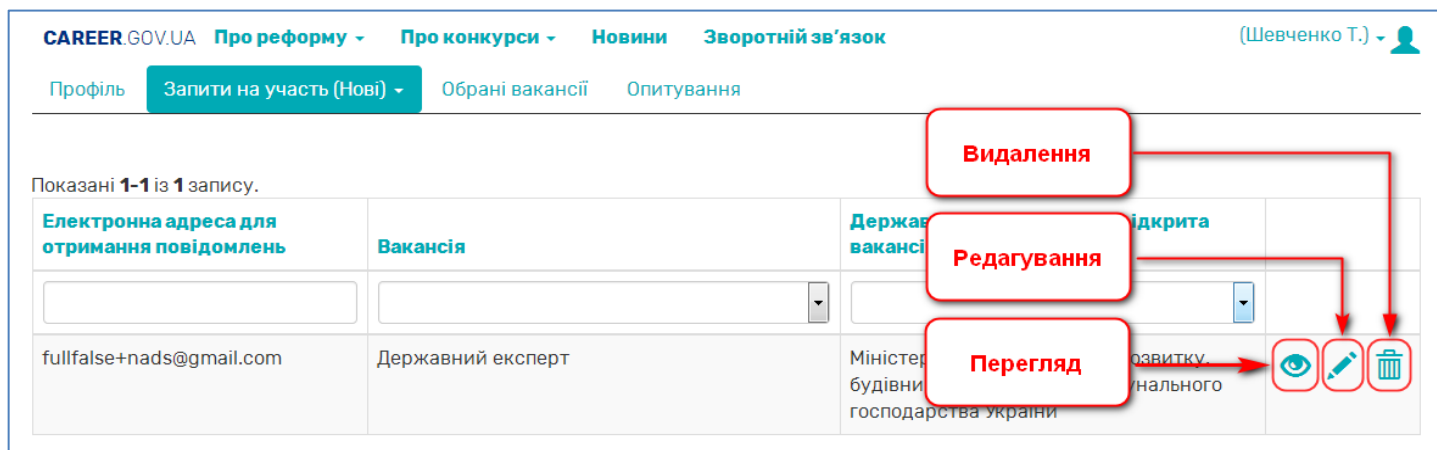 CAREER.GOV.UA Про реформу Про конкурси Новини Зворотній зв’язок (Шевченко Т.)
Профіль Запити на участь (Нові) Обрані вакансії Опитування
Видалення
Показані 1-1 із 1 запису.
Електронна адреса для
отримання повідомлень
Вакансія
вакансі
Редагування
fullfalse+nads@gmail.com
Державний експерт
Перегляд
господарства України